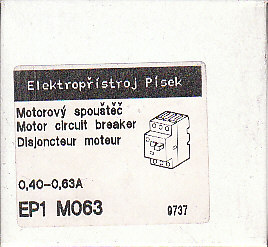 Elektropřístroj Písek
Motorový spouštěč
Motor circuit breaker
Disjoncteur moteur
0,40-0,63A
EP1 M063
9737